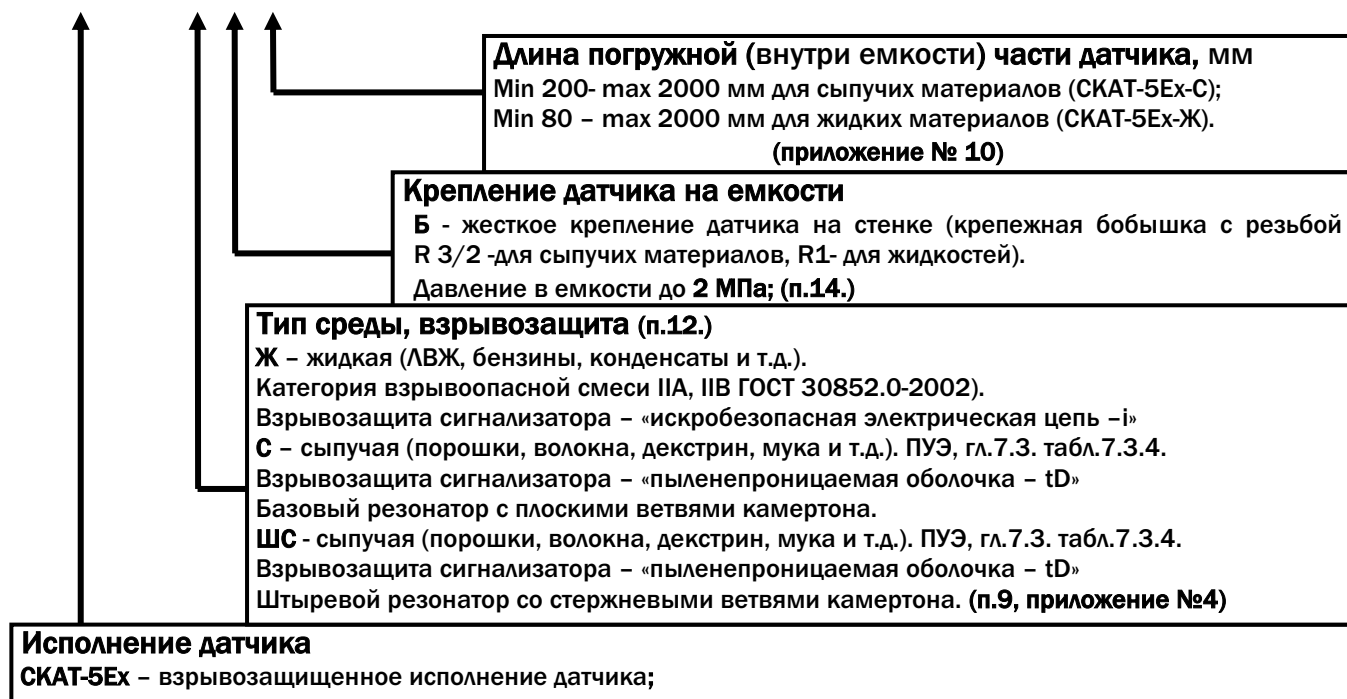 Длина погружной (внутри емкости) части датчика, мм
Min 200- max 2000 мм для сыпучих материалов (СКАТ-5Ех-С);
Min 80 – max 2000 мм для жидких материалов (СКАТ-5Ех-Ж).
(приложение № 10)
Крепление датчика на емкости
Б - жесткое крепление датчика на стенке (крепежная бобышка с резьбой
R 3/2 -для сыпучих материалов, R1- для жидкостей).
Давление в емкости до 2 МПа; (п.14.)
Тип среды, взрывозащита (п.12.)
Ж – жидкая (ЛВЖ, бензины, конденсаты и т.д.).
Категория взрывоопасной смеси IIA, IIB ГОСТ 30852.0-2002).
Взрывозащита сигнализатора – «искробезопасная электрическая цепь –i»
С – сыпучая (порошки, волокна, декстрин, мука и т.д.). ПУЭ, гл.7.3. табл.7.3.4.
Взрывозащита сигнализатора – «пыленепроницаемая оболочка – tD»
Базовый резонатор с плоскими ветвями камертона.
ШС - сыпучая (порошки, волокна, декстрин, мука и т.д.). ПУЭ, гл.7.3. табл.7.3.4.
Взрывозащита сигнализатора – «пыленепроницаемая оболочка – tD»
Штыревой резонатор со стержневыми ветвями камертона. (п.9, приложение №4)
Исполнение датчика
СКАТ-5Ех – взрывозащищенное исполнение датчика;